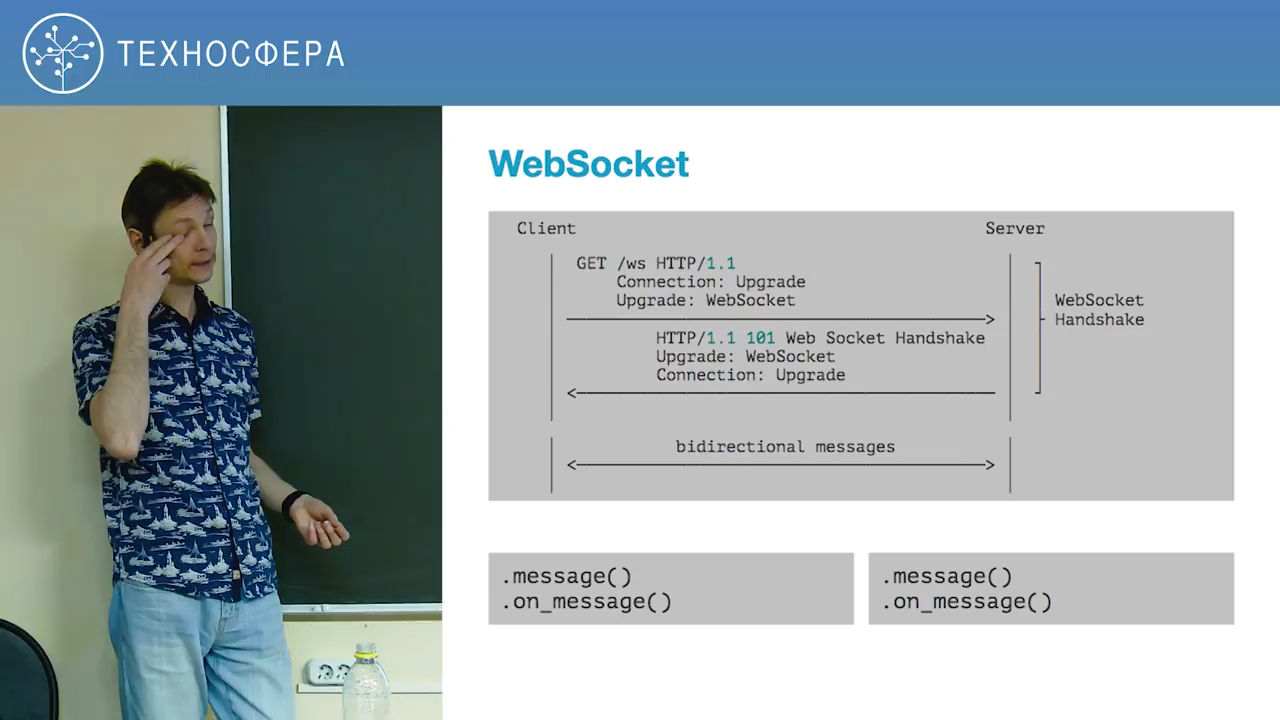 ТЕХНОСФЕРА
WebSocket
Client Server
GET /ws HTTP/1.1
Connection: Upgrade
Upgrade: WebSocket
WebSocket
Handshake
HTTP/1.1 101 Web Socket Handshake
Upgrade: WebSocket
Connection: Upgrade
bidirectional messages
.message()
.on_message()
.message()
.on_message()